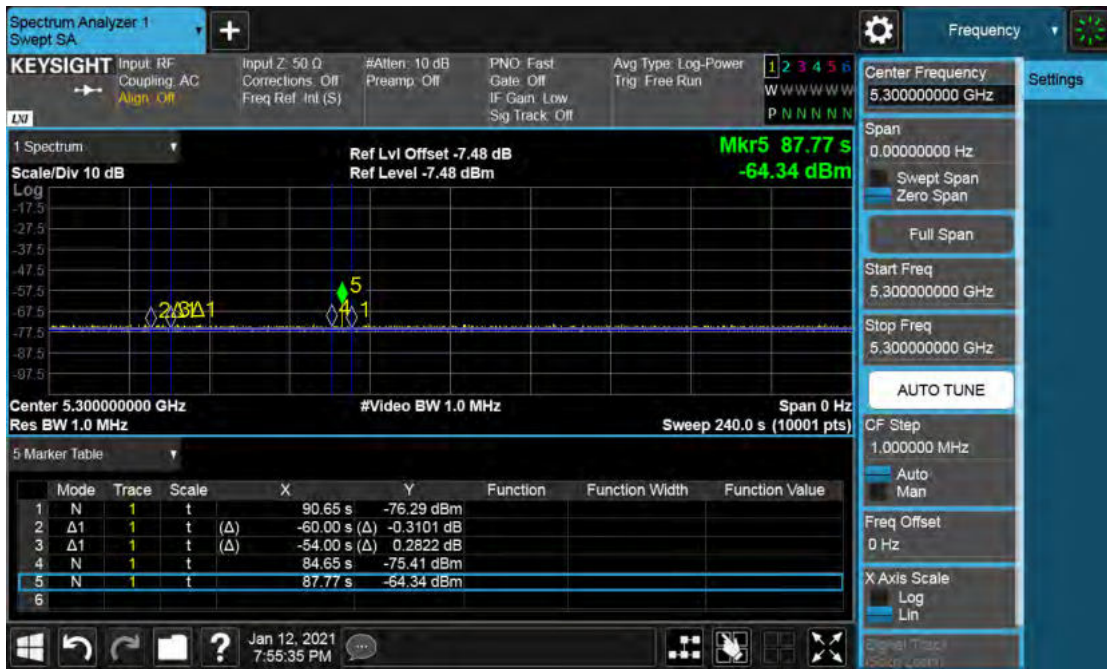 Spectrum Analyzer 1
Swept SA
+
Frequency
KEYSIGHT
Input: RF
Coupling: AC
Align: Off
Input Z: 50 Ω
Corrections: Off
Freq Ref: Int (S)
#Atten: 10 dB
Preamp: Off
PNO: Fast
Gate: Off
IF Gain: Low
Sig Track: Off
Avg Type: Log-Power
Trig: Free Run
1 2 3 4 5 6
W W W W W W
P N N N N N
LXI
1 Spectrum
Scale/Div 10 dB
Ref Lvl Offset -7.48 dB
Ref Level -7.48 dBm
Mkr5 87.77 s
-64.34 dBm
Log
-17.5
-27.5
-37.5
-47.5
-57.5
-67.5
-77.5
-87.5
-97.5
5
2Δ3Δ1
4 1
Center 5.300000000 GHz
#Video BW 1.0 MHz
Span 0 Hz
Res BW 1.0 MHz
Sweep 240.0 s (10001 pts)
5 Marker Table
Mode Trace Scale X Y Function Function Width Function Value
1 N 1 t 90.65 s -76.29 dBm
2 Δ1 1 t (Δ) -60.00 s (Δ) -0.3101 dB
3 Δ1 1 t (Δ) -54.00 s (Δ) 0.2822 dB
4 N 1 t 84.65 s -75.41 dBm
5 N 1 t 87.77 s -64.34 dBm
6
?
Jan 12, 2021
7:55:35 PM
Center Frequency
5.300000000 GHz
Settings
Span
0.00000000 Hz
Swept Span
Zero Span
Full Span
Start Freq
5.300000000 GHz
Stop Freq
5.300000000 GHz
AUTO TUNE
CF Step
1.000000 MHz
Auto
Man
Freq Offset
0 Hz
X Axis Scale
Log
Lin
Signal Track
(Span Zoom)